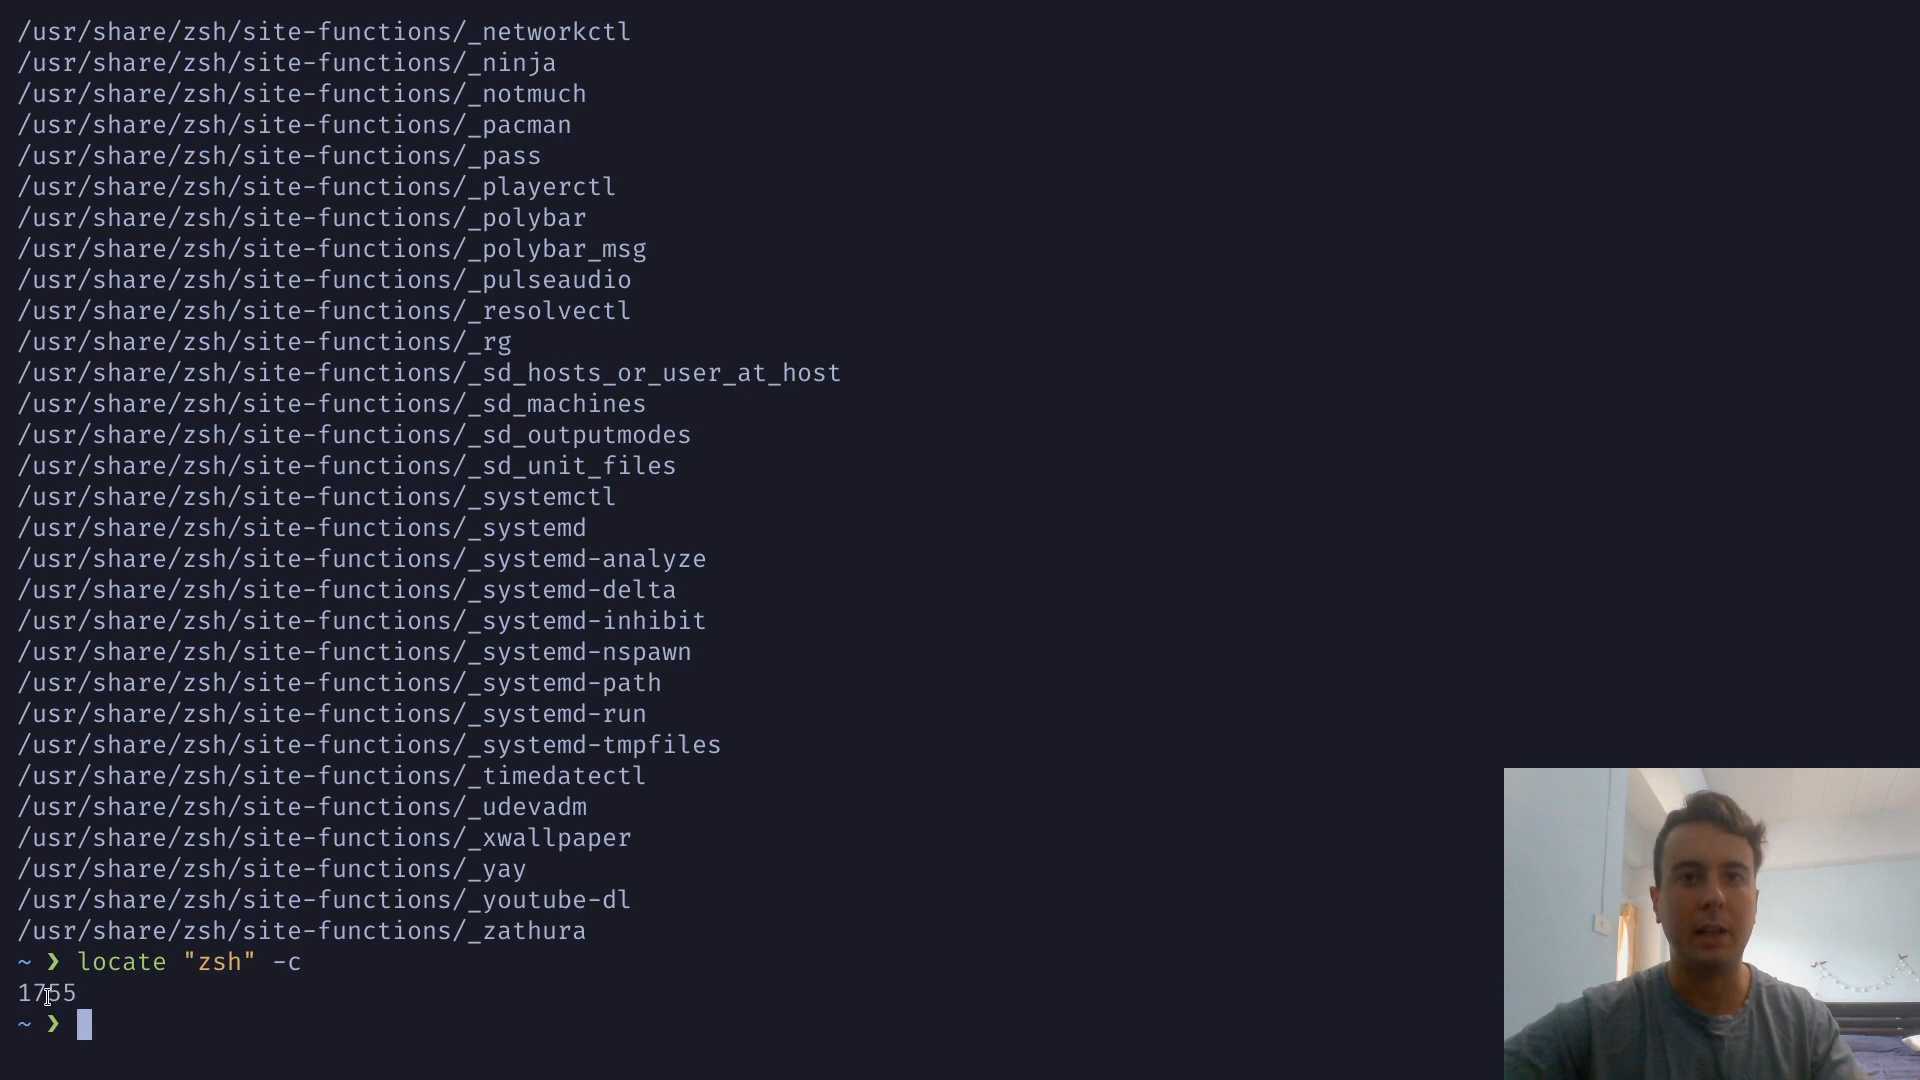 /usr/share/zsh/site-functions/_networkctl
/usr/share/zsh/site-functions/_ninja
/usr/share/zsh/site-functions/_notmuch
/usr/share/zsh/site-functions/_pacman
/usr/share/zsh/site-functions/_pass
/usr/share/zsh/site-functions/_playerctl
/usr/share/zsh/site-functions/_polybar
/usr/share/zsh/site-functions/_polybar_msg
/usr/share/zsh/site-functions/_pulseaudio
/usr/share/zsh/site-functions/_resolvectl
/usr/share/zsh/site-functions/_rg
/usr/share/zsh/site-functions/_sd_hosts_or_user_at_host
/usr/share/zsh/site-functions/_sd_machines
/usr/share/zsh/site-functions/_sd_outputmodes
/usr/share/zsh/site-functions/_sd_unit_files
/usr/share/zsh/site-functions/_systemctl
/usr/share/zsh/site-functions/_systemd
/usr/share/zsh/site-functions/_systemd-analyze
/usr/share/zsh/site-functions/_systemd-delta
/usr/share/zsh/site-functions/_systemd-inhibit
/usr/share/zsh/site-functions/_systemd-nspawn
/usr/share/zsh/site-functions/_systemd-path
/usr/share/zsh/site-functions/_systemd-run
/usr/share/zsh/site-functions/_systemd-tmpfiles
/usr/share/zsh/site-functions/_timedatectl
/usr/share/zsh/site-functions/_udevadm
/usr/share/zsh/site-functions/_xwallpaper
/usr/share/zsh/site-functions/_yay
/usr/share/zsh/site-functions/_youtube-dl
/usr/share/zsh/site-functions/_zathura
~ ❯ locate "zsh" -c
1755
~ ❯